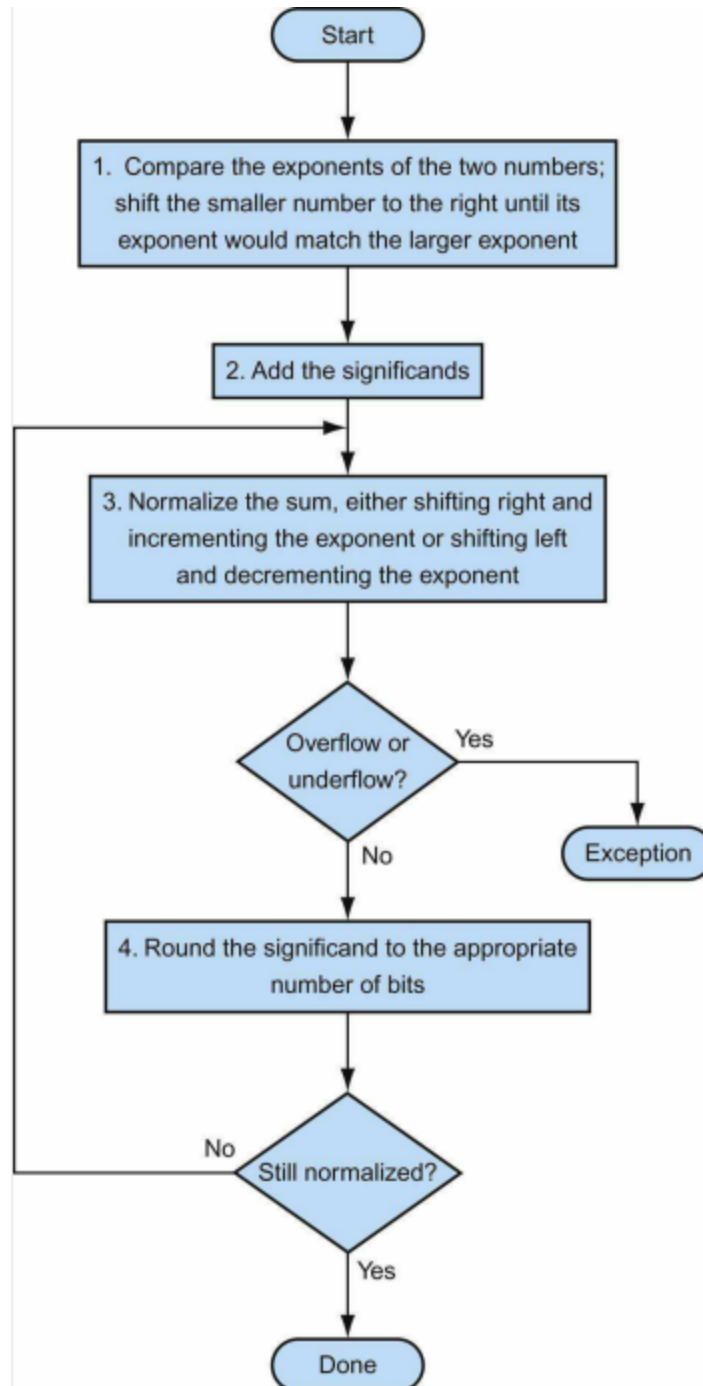 Start
1. Compare the exponents of the two numbers;
shift the smaller number to the right until its
exponent would match the larger exponent
2. Add the significands
3. Normalize the sum, either shifting right and
incrementing the exponent or shifting left
and decrementing the exponent
Overflow or
underflow?
Yes
No
Exception
4. Round the significand to the appropriate
number of bits
No
Still normalized?
Yes
Done